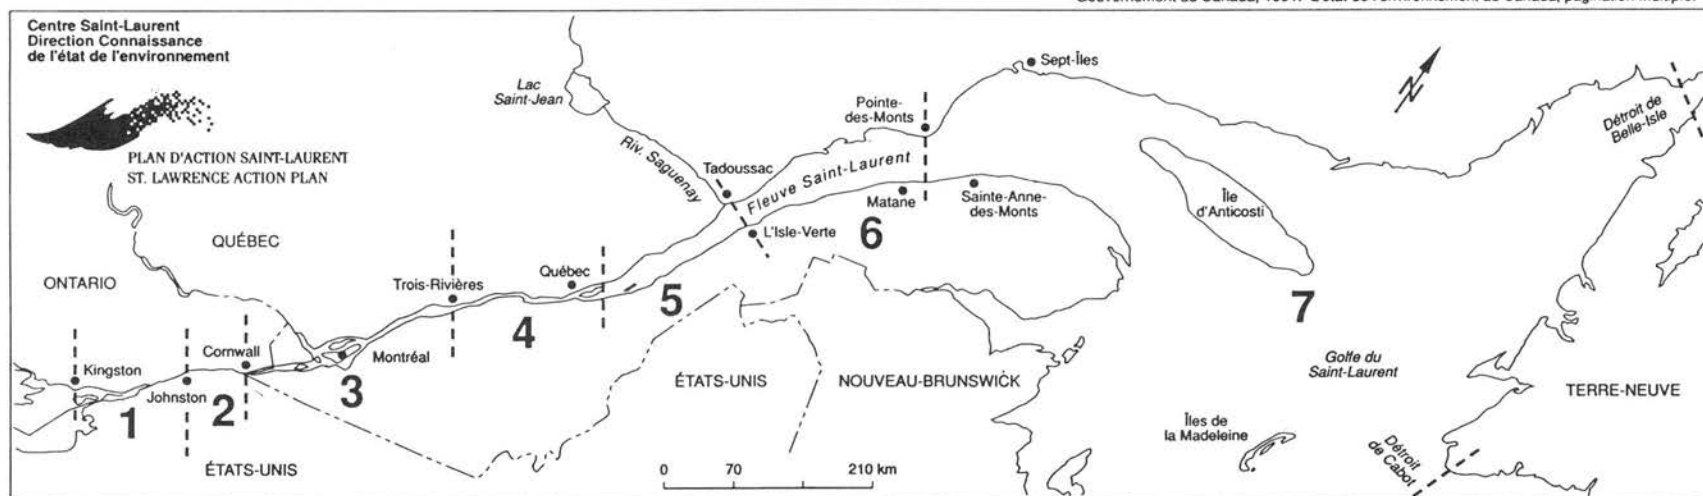 Centre Saint-Laurent
Direction Connaissance
de l'état de l'environnement
PLAN D'ACTION SAINT-LAURENT
ST. LAWRENCE ACTION PLAN
Lac
Saint-Jean
Riv. Saguenay
Tadoussac
Fleuve Saint-Laurent
Pointe-
des-Monts
Sept-Îles
N
Détroit de
Belle-Isle
Île
d'Anticosti
Matane
Sainte-Anne-
des-Monts
L'Isle-Verte
6
QUÉBEC
ONTARIO
Trois-Rivières
Québec
5
4
7
Kingston
Cornwall
Montréal
Johnston
1
2
3
ÉTATS-UNIS
ÉTATS-UNIS
NOUVEAU-BRUNSWICK
Golfe du
Saint-Laurent
TERRE-NEUVE
Îles de
la Madeleine
Détroit
de Cabot
0 70 210 km